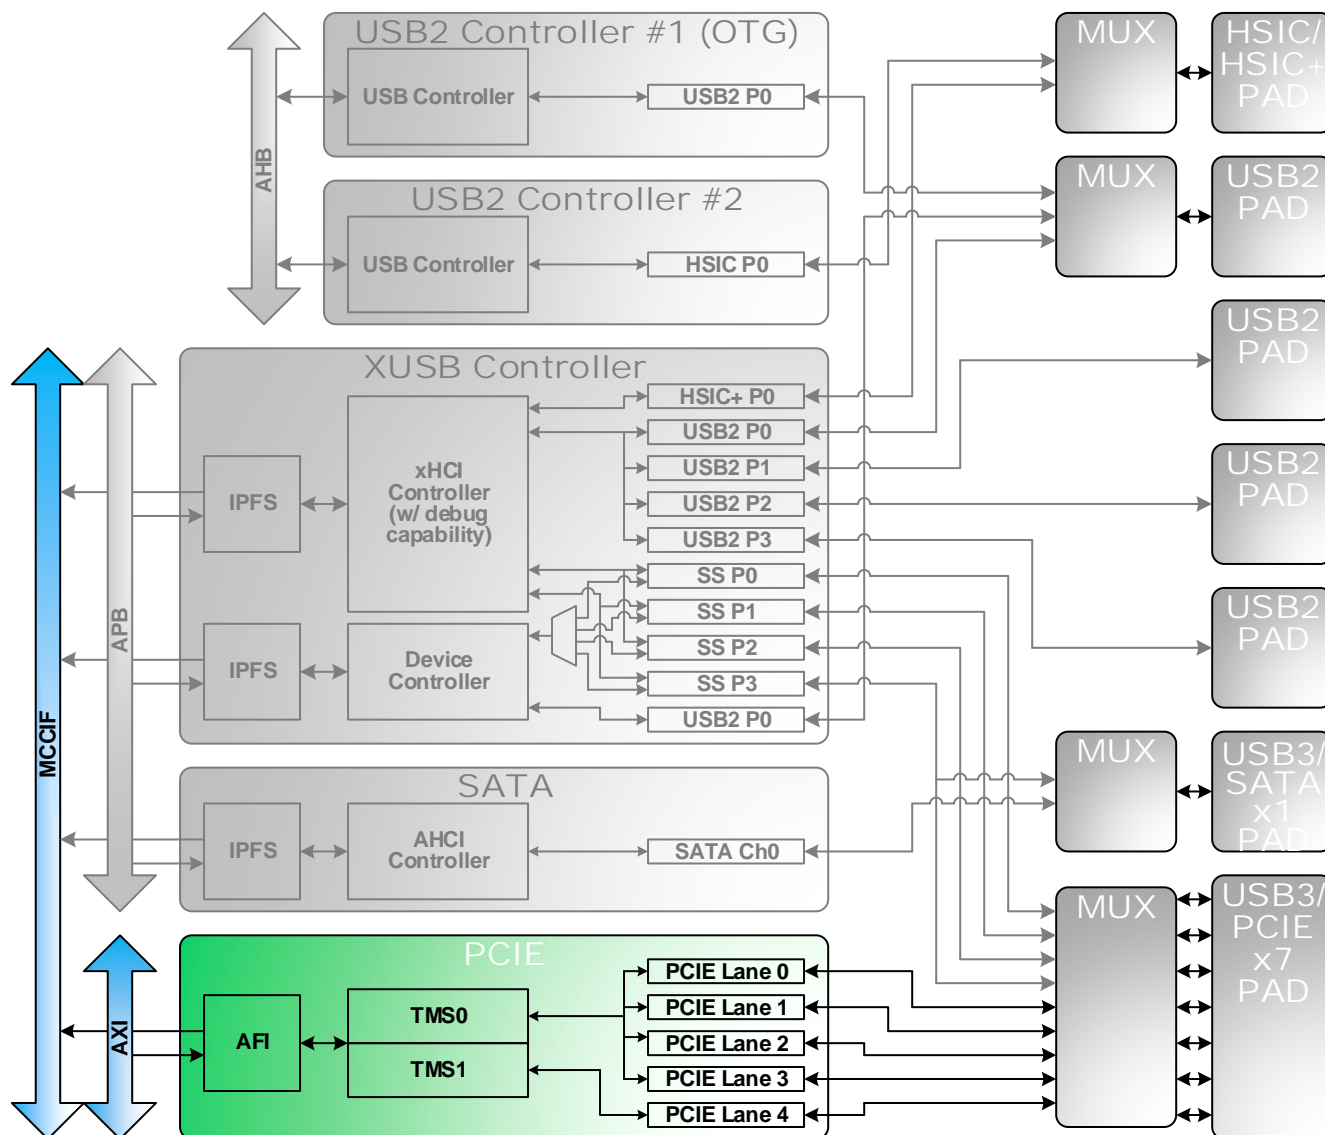 USB2 Controller #1 (OTG)
USB Controller
USB2 P0
MUX
HSIC/
HSIC+
PAD
AHB
USB2 Controller #2
USB Controller
HSIC P0
MUX
USB2
PAD
USB2
PAD
XUSB Controller
HSIC+ P0
USB2 P0
USB2 P1
USB2 P2
USB2 P3
SS P0
SS P1
SS P2
SS P3
USB2 P0
xHCI
Controller
(w/ debug
capability)
IPFS
IPFS
Device
Controller
USB2
PAD
USB2
PAD
MCCIF
APB
SATA
IPFS
AHCI
Controller
SATA Ch0
MUX
USB3/
SATA
x1
PAD
PCIE
AXI
AFI
TMS0
TMS1
PCIE Lane 0
PCIE Lane 1
PCIE Lane 2
PCIE Lane 3
PCIE Lane 4
MUX
USB3/
PCIE
x7
PAD